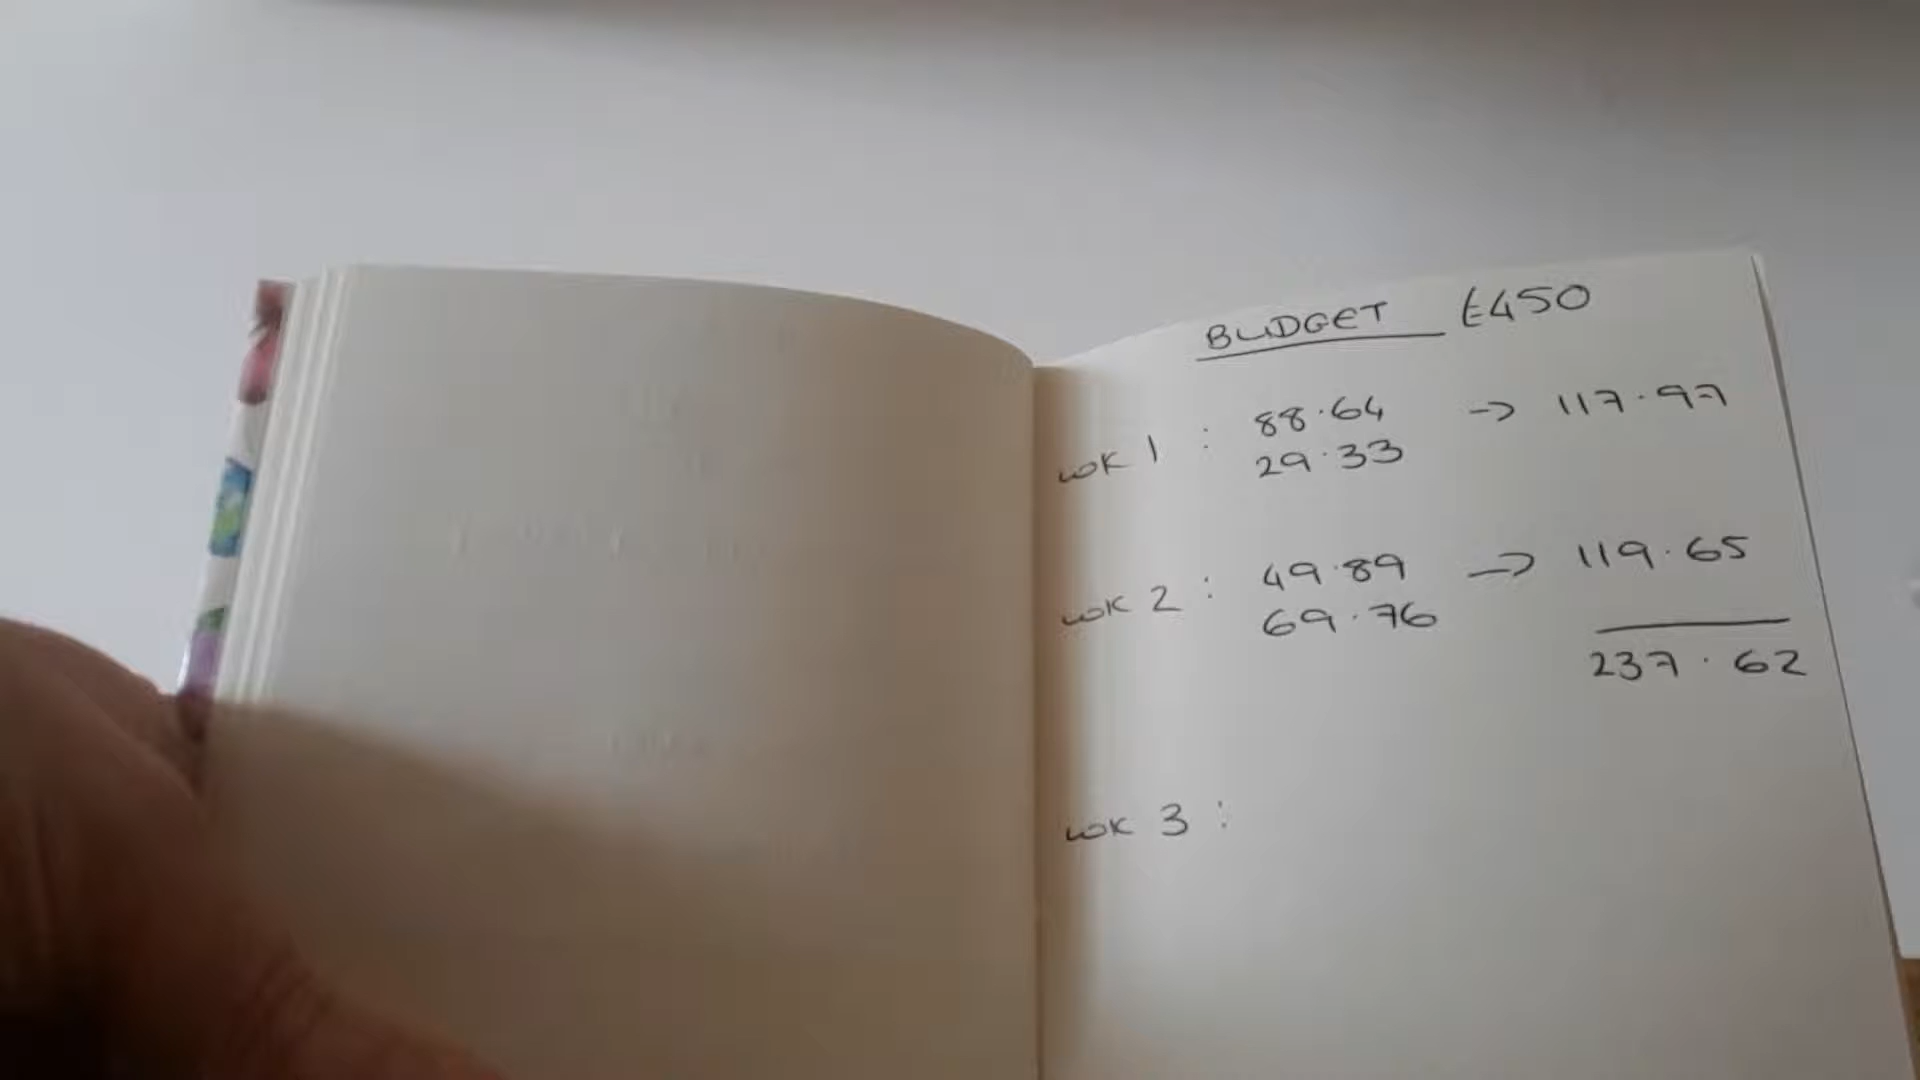 BUDGET £450
wk 1 : 88.64 -> 117.97
29.33
wk 2 : 49.89 -> 119.65
69.76
237.62
wk 3 :